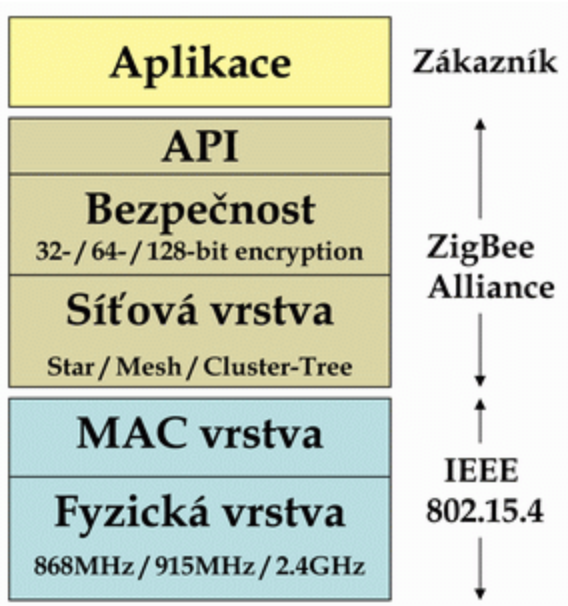 Aplikace
Zákazník
API
Bezpečnost
32- / 64- / 128-bit encryption
Síťová vrstva
Star / Mesh / Cluster-Tree
ZigBee
Alliance
MAC vrstva
Fyzická vrstva
868MHz / 915MHz / 2.4GHz
IEEE
802.15.4